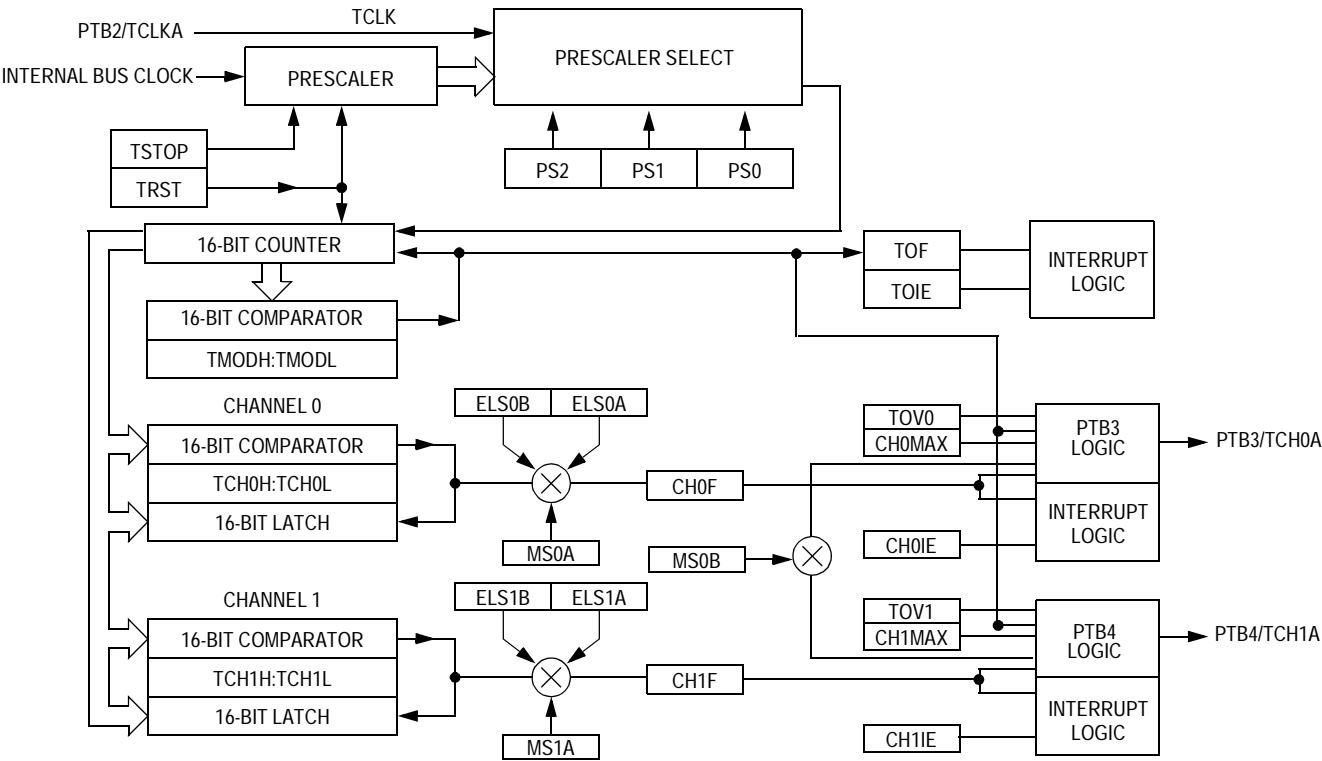 TCLK
PTB2/TCLKA
PRESCALER SELECT
INTERNAL BUS CLOCK
PRESCALER
TSTOP
TRST
PS2
PS1
PS0
16-BIT COUNTER
TOF
TOIE
INTERRUPT
LOGIC
16-BIT COMPARATOR
TMODH:TMODL
CHANNEL 0
ELS0B
ELS0A
16-BIT COMPARATOR
TCH0H:TCH0L
16-BIT LATCH
MS0A
CH0F
MS0B
TOV0
CH0MAX
CH0IE
PTB3
LOGIC
INTERRUPT
LOGIC
PTB3/TCH0A
CHANNEL 1
ELS1B
ELS1A
16-BIT COMPARATOR
TCH1H:TCH1L
16-BIT LATCH
MS1A
CH1F
TOV1
CH1MAX
CH1IE
PTB4
LOGIC
INTERRUPT
LOGIC
PTB4/TCH1A